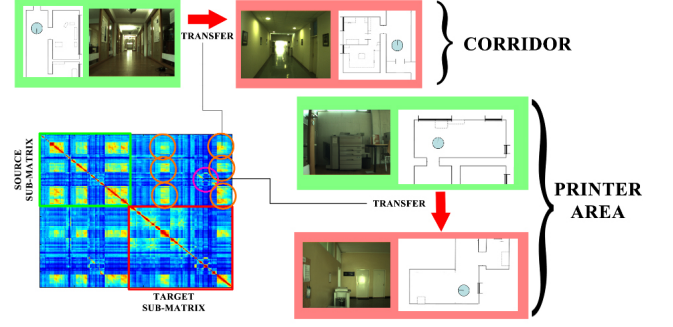 TRANSFER
CORRIDOR
SOURCE
SUB-MATRIX
TRANSFER
PRINTER
AREA
TARGET
SUB-MATRIX